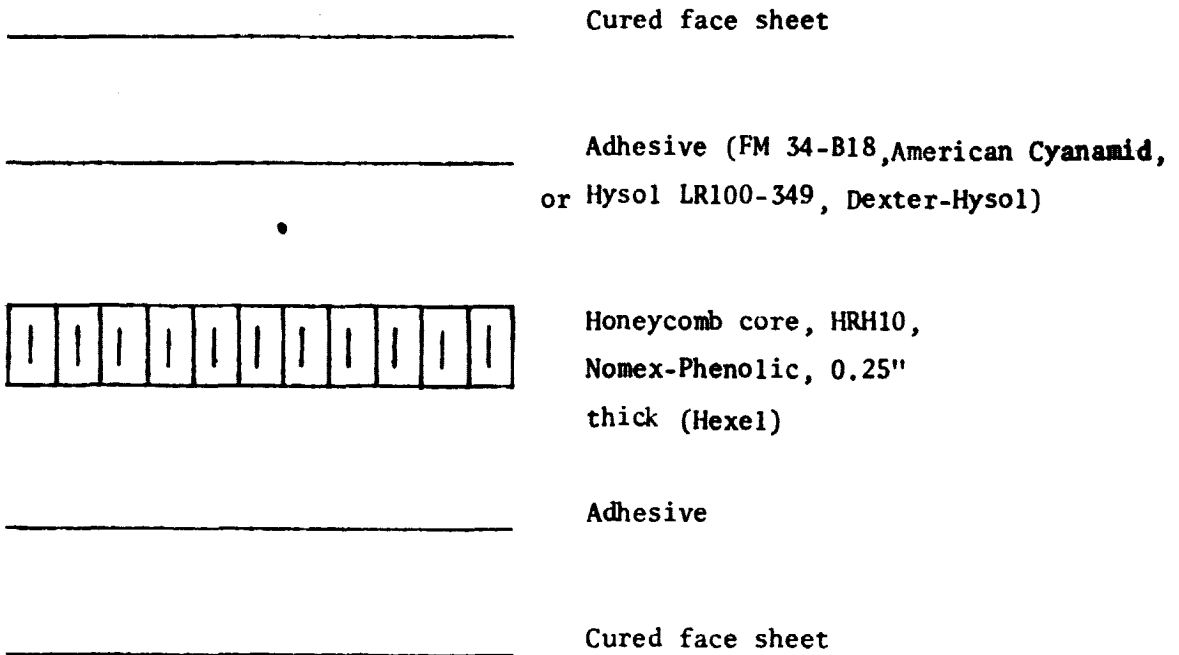 Cured face sheet
Adhesive (FM 34-B18,American Cyanamid,
or Hysol LR100-349, Dexter-Hysol)
Honeycomb core, HRH10,
Nomex-Phenolic, 0.25"
thick (Hexel)
Adhesive
Cured face sheet